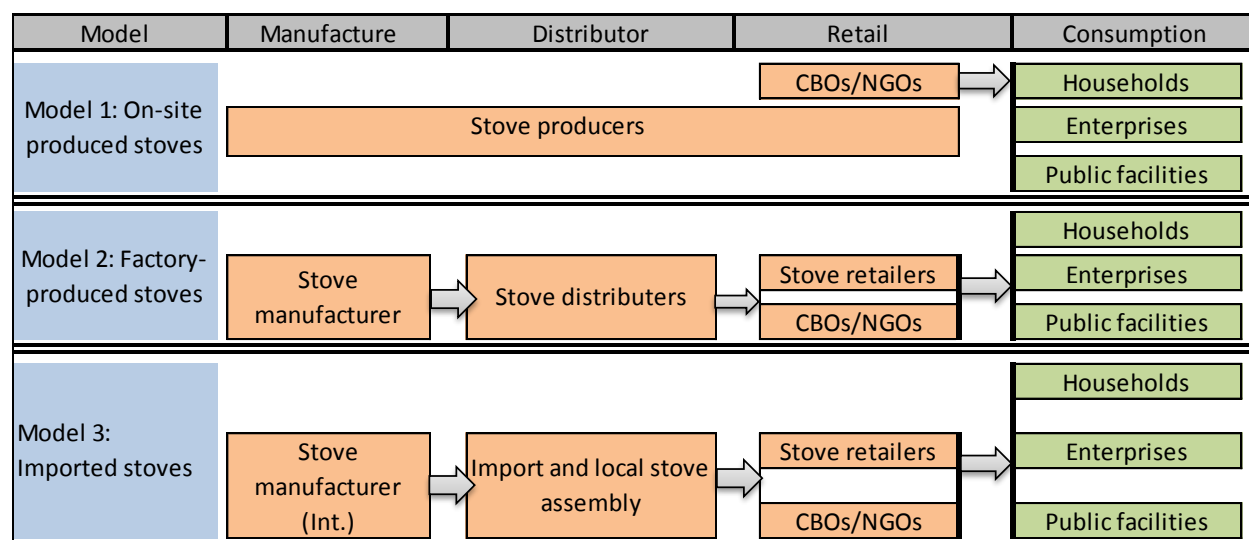 Model Manufacture Distributor Retail Consumption
Model 1: On-site
produced stoves
CBOs/NGOs
Stove producers
Households
Enterprises
Public facilities
Model 2: Factory-
produced stoves
Stove
manufacturer
Stove distributers
Stove retailers
CBOs/NGOs
Households
Enterprises
Public facilities
Model 3:
Imported stoves
Stove
manufacturer
(Int.)
Import and local stove
assembly
Stove retailers
CBOs/NGOs
Households
Enterprises
Public facilities